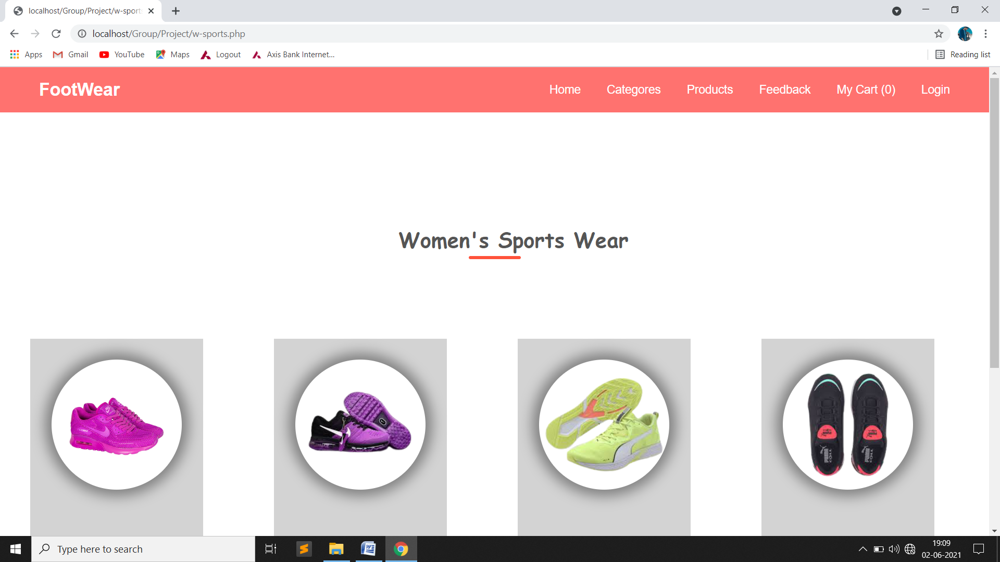 localhost/Group/Project/w-sport
localhost/Group/Project/w-sports.php
Apps Gmail YouTube Maps Logout Axis Bank Internet... Reading list
FootWear Home Categores Products Feedback My Cart (0) Login
Women's Sports Wear
Type here to search
19:09
02-06-2021